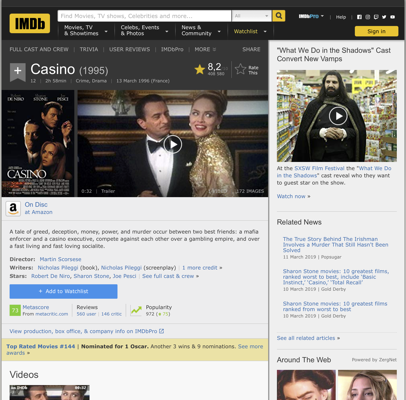 IMDb
Find Movies, TV shows, Celebrities and more...
All
IMDbPro
Help
Movies, TV
& Showtimes
Celebs, Events
& Photos
News &
Community
Watchlist
Sign in
FULL CAST AND CREW | TRIVIA | USER REVIEWS | IMDbPro | MORE
SHARE
Casino (1995)
8,2
Rate
This
12 | 2h 58min | Crime, Drama | 13 March 1996 (France)
DE NIRO
STONE
PESCI
CASINO
0:32 | Trailer
IMAGES
On Disc
at Amazon
A tale of greed, deception, money, power, and murder occur between two best friends: a mafia
enforcer and a casino executive, compete against each other over a gambling empire, and over
a fast living and fast loving socialite.
Director: Martin Scorsese
Writers: Nicholas Pileggi (book), Nicholas Pileggi (screenplay) | 1 more credit »
Stars: Robert De Niro, Sharon Stone, Joe Pesci | See full cast & crew »
+ Add to Watchlist
73
Metascore
From metacritic.com
Reviews
560 user | 146 critic
Popularity
972
View production, box office, & company info on IMDbPro
Top Rated Movies #144 | Nominated for 1 Oscar. Another 3 wins & 9 nominations. See more
awards »
Videos
"What We Do in the Shadows" Cast
Convert New Vamps
At the SXSW Film Festival the "What We Do
in the Shadows" cast reveal who they want
to guest star on the show.
Watch now »
Related News
The True Story Behind The Irishman
Involves a Murder That Still Hasn't Been
Solved
11 March 2019 | Popsugar
Sharon Stone movies: 10 greatest films,
ranked worst to best, include 'Basic
Instinct,' 'Casino,' 'Total Recall'
10 March 2019 | Gold Derby
Sharon Stone movies: 10 greatest films
ranked from worst to best
10 March 2019 | Gold Derby
See all related articles »
Around The Web
Powered by ZergNet